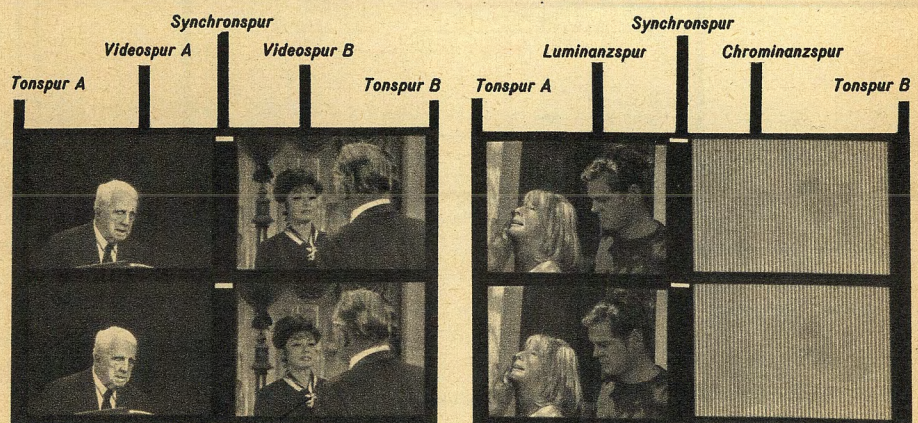 Synchronspur
Videospur A
Videospur B
Tonspur A
Tonspur B
Synchronspur
Luminanzspur
Chrominanzspur
Tonspur A
Tonspur B